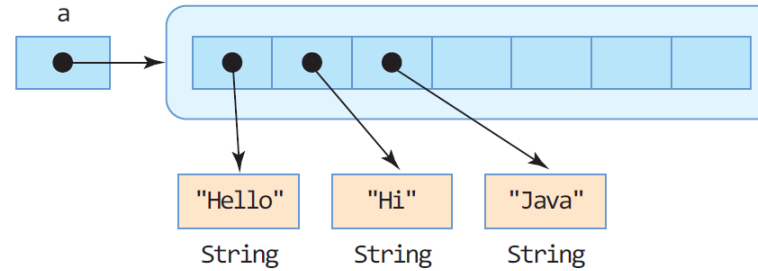 a
"Hello" "Hi" "Java"
String String String